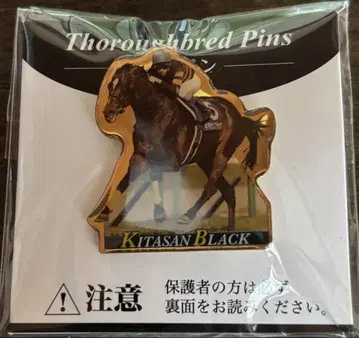 Thoroughbred Pins
KITASAN BLACK
注意
保護者の方は必ず
裏面をお読みください。